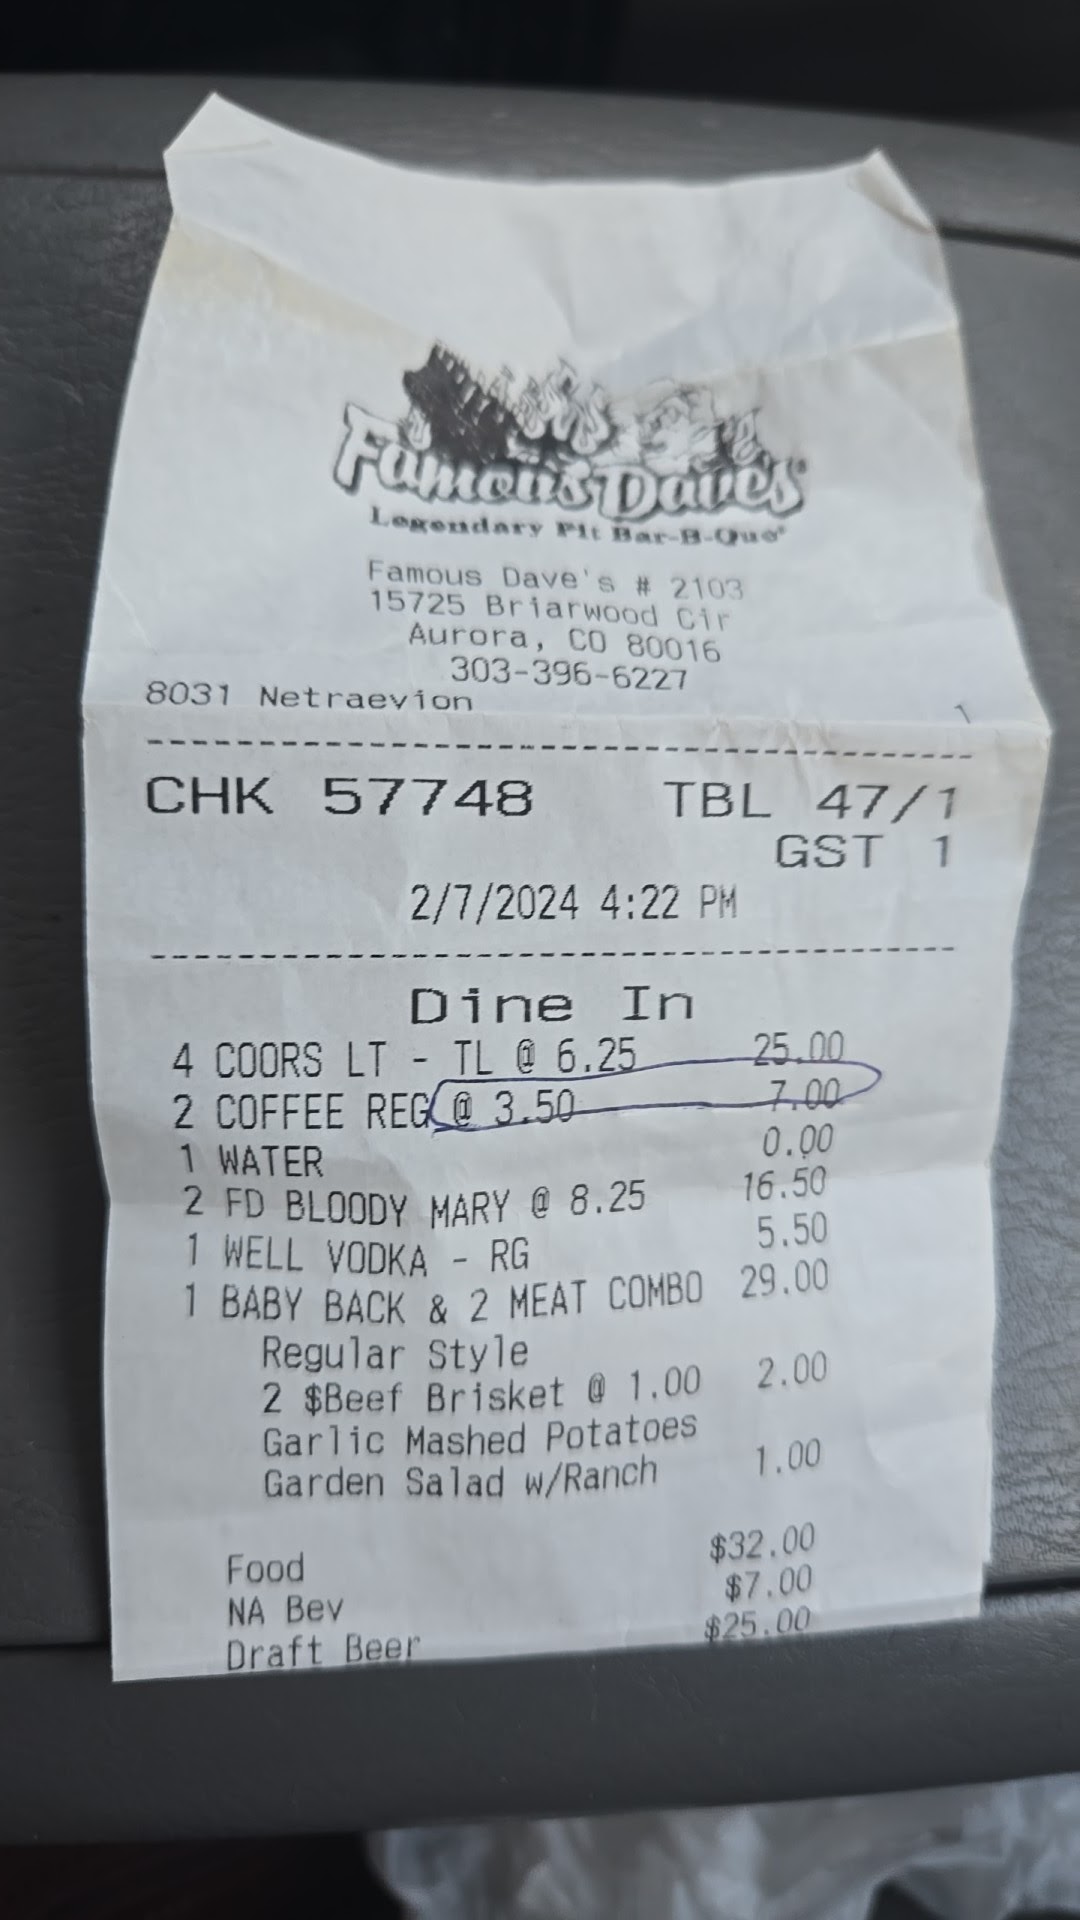 Famous Dave's
Legendary Pit Bar-B-Que
Famous Dave's # 2103
15725 Briarwood Cir
Aurora, CO 80016
303-396-6227
8031 Netraevion 1
CHK 57748 TBL 47/1
GST 1
2/7/2024 4:22 PM
Dine In
4 COORS LT - TL @ 6.25 25.00
2 COFFEE REG @ 3.50 7.00
1 WATER 0.00
2 FD BLOODY MARY @ 8.25 16.50
1 WELL VODKA - RG 5.50
1 BABY BACK & 2 MEAT COMBO 29.00
Regular Style
2 $Beef Brisket @ 1.00 2.00
Garlic Mashed Potatoes
Garden Salad w/Ranch 1.00
Food $32.00
NA Bev $7.00
Draft Beer $25.00